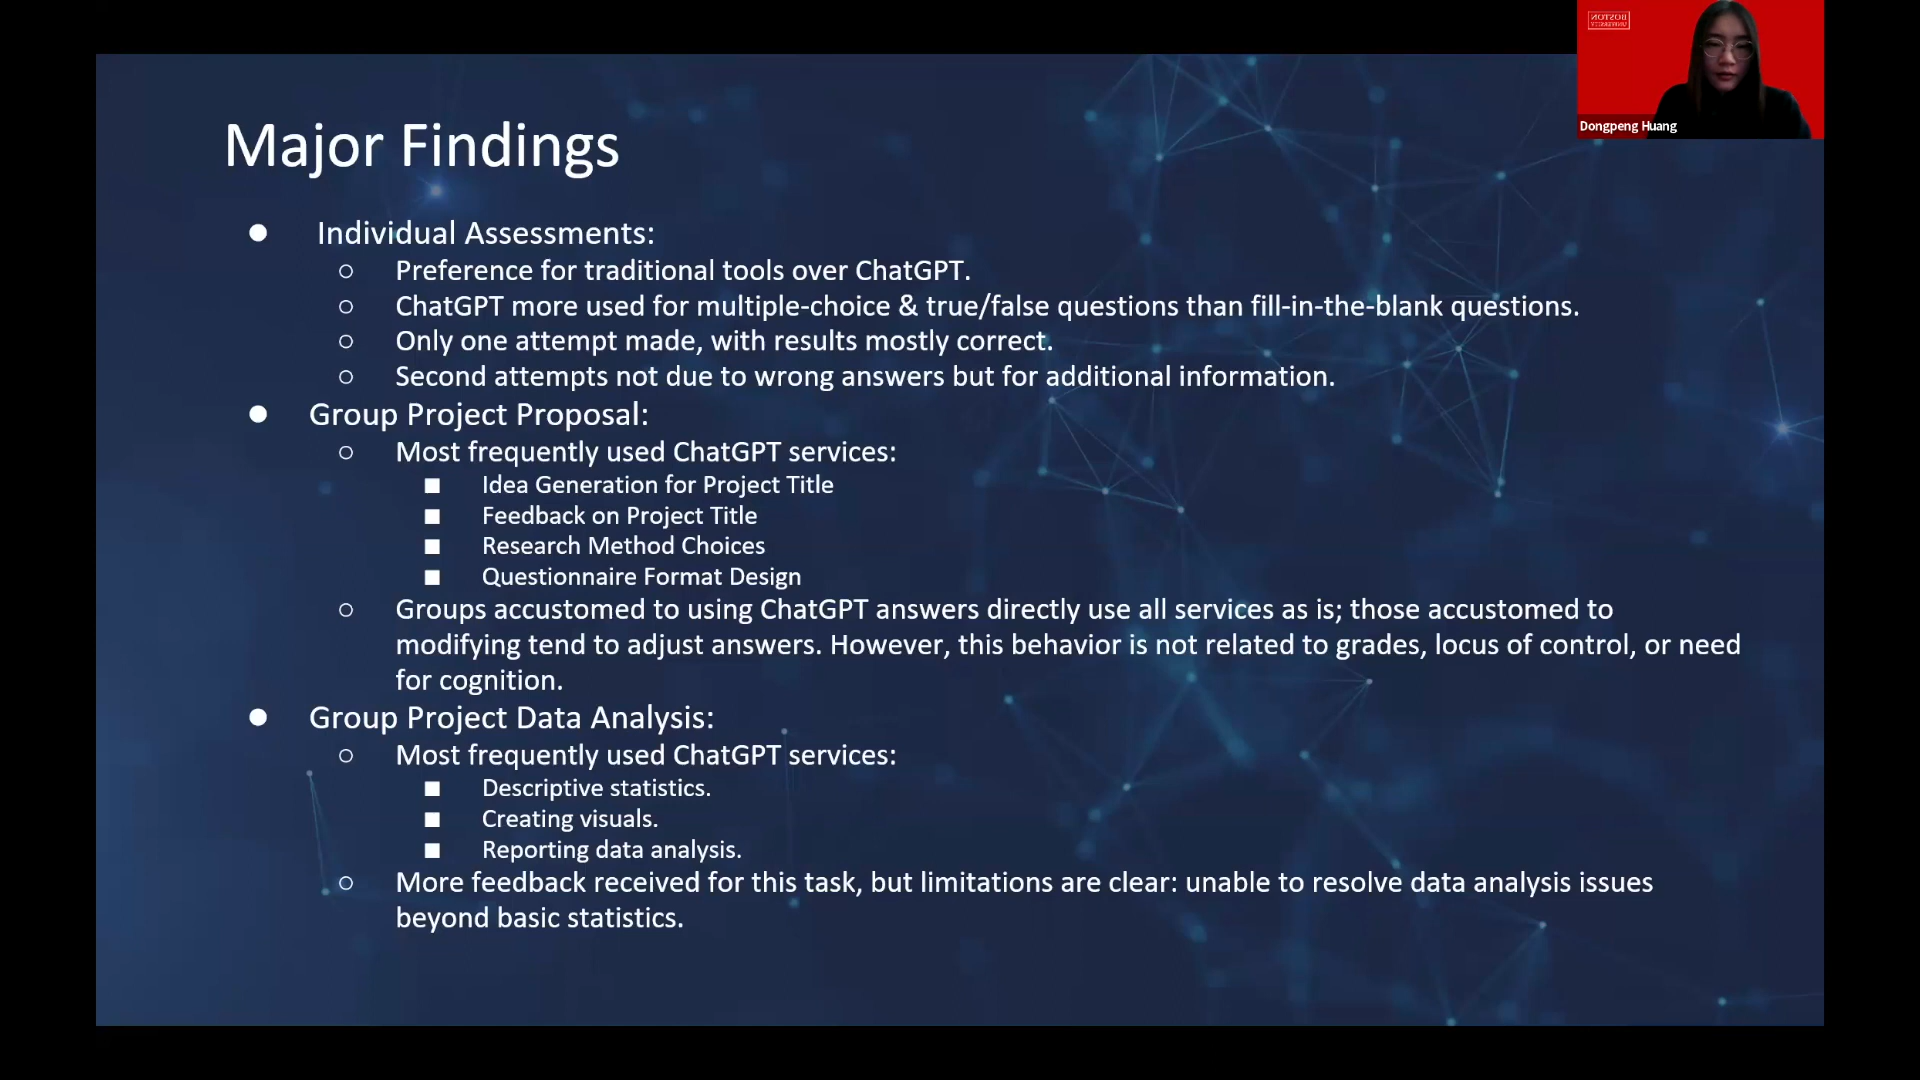 BOSTON
UNIVERSITY
Dongpeng Huang
Major Findings
● Individual Assessments:
○ Preference for traditional tools over ChatGPT.
○ ChatGPT more used for multiple-choice & true/false questions than fill-in-the-blank questions.
○ Only one attempt made, with results mostly correct.
○ Second attempts not due to wrong answers but for additional information.
● Group Project Proposal:
○ Most frequently used ChatGPT services:
■ Idea Generation for Project Title
■ Feedback on Project Title
■ Research Method Choices
■ Questionnaire Format Design
○ Groups accustomed to using ChatGPT answers directly use all services as is; those accustomed to
modifying tend to adjust answers. However, this behavior is not related to grades, locus of control, or need
for cognition.
● Group Project Data Analysis:
○ Most frequently used ChatGPT services:
■ Descriptive statistics.
■ Creating visuals.
■ Reporting data analysis.
○ More feedback received for this task, but limitations are clear: unable to resolve data analysis issues
beyond basic statistics.